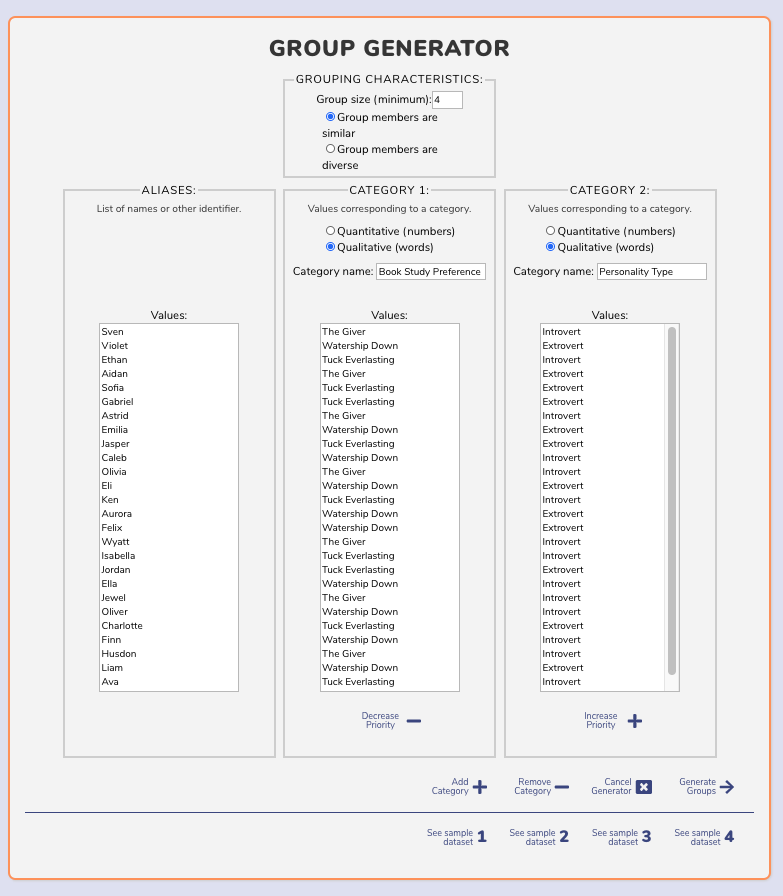 GROUP GENERATOR
GROUPING CHARACTERISTICS:
Group size (minimum): 4
Group members are
similar
Group members are
diverse
ALIASES:
List of names or other identifier.
Values:
Sven
Violet
Ethan
Aidan
Sofia
Gabriel
Astrid
Emilia
Jasper
Caleb
Olivia
Eli
Ken
Aurora
Felix
Wyatt
Isabella
Jordan
Ella
Jewel
Oliver
Charlotte
Finn
Husdon
Liam
Ava
CATEGORY 1:
Values corresponding to a category.
Quantitative (numbers)
Qualitative (words)
Category name: Book Study Preference
Values:
The Giver
Watership Down
Tuck Everlasting
The Giver
Tuck Everlasting
Tuck Everlasting
The Giver
Watership Down
Tuck Everlasting
Watership Down
The Giver
Watership Down
Tuck Everlasting
Watership Down
Watership Down
The Giver
Tuck Everlasting
Tuck Everlasting
Watership Down
The Giver
Watership Down
Tuck Everlasting
Watership Down
The Giver
Watership Down
Tuck Everlasting
Decrease
Priority
CATEGORY 2:
Values corresponding to a category.
Quantitative (numbers)
Qualitative (words)
Category name: Personality Type
Values:
Introvert
Extrovert
Introvert
Extrovert
Extrovert
Extrovert
Introvert
Extrovert
Extrovert
Introvert
Introvert
Extrovert
Introvert
Extrovert
Extrovert
Introvert
Introvert
Extrovert
Introvert
Introvert
Introvert
Extrovert
Introvert
Introvert
Extrovert
Introvert
Increase
Priority
Add
Category
Remove
Category
Cancel
Generator
Generate
Groups
See sample
dataset 1
See sample
dataset 2
See sample
dataset 3
See sample
dataset 4